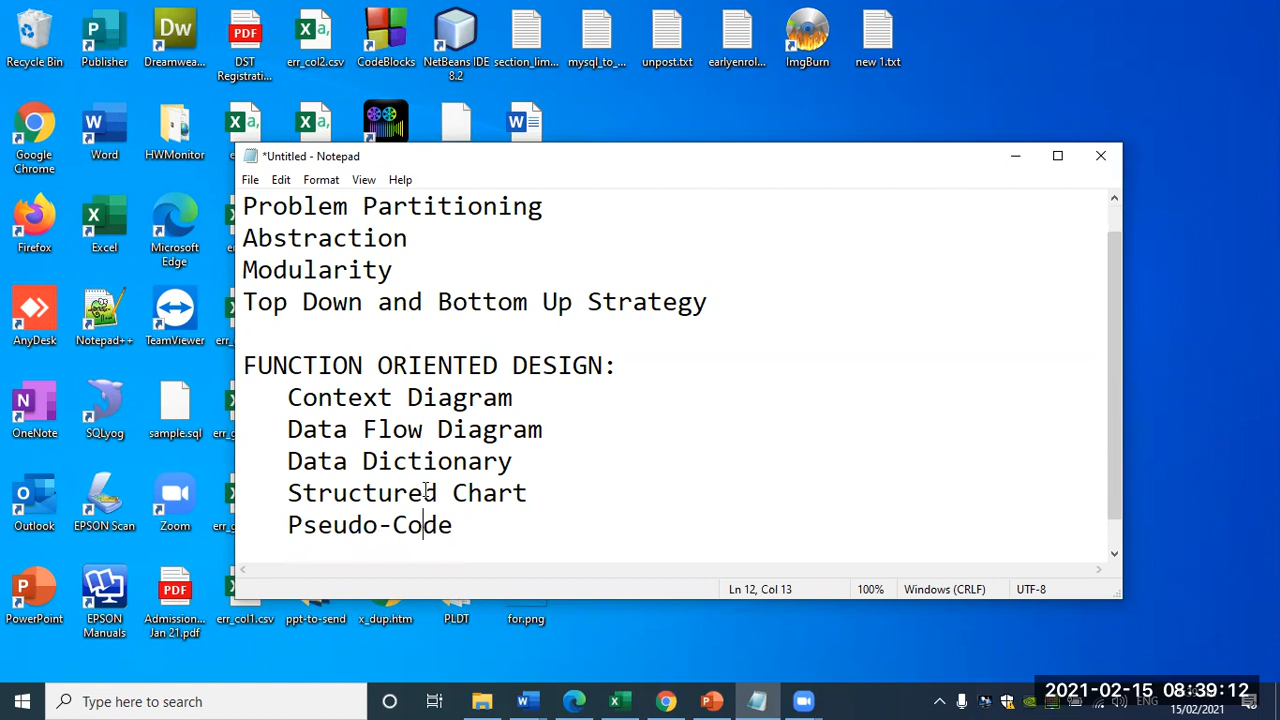 Recycle Bin
Publisher
Dreamwea...
DST
Registrati...
err_col2.csv
CodeBlocks
NetBeans IDE
8.2
section_lim...
mysql_to_...
unpost.txt
earlyenrol...
ImgBurn
new 1.txt
Google
Chrome
Word
HWMonitor
*Untitled - Notepad
File Edit Format View Help
Problem Partitioning
Abstraction
Modularity
Top Down and Bottom Up Strategy
FUNCTION ORIENTED DESIGN:
Context Diagram
Data Flow Diagram
Data Dictionary
Structured Chart
Pseudo-Code
Ln 12, Col 13
100%
Windows (CRLF)
UTF-8
Firefox
Excel
Microsoft
Edge
AnyDesk
Notepad++
TeamViewer
OneNote
SQLyog
sample.sql
Outlook
EPSON Scan
Zoom
PowerPoint
EPSON
Manuals
Admission...
Jan 21.pdf
err_col1.csv
ppt-to-send
x_dup.htm
PLDT
for.png
Type here to search
ENG
2021-02-15 08:39:12
15/02/2021